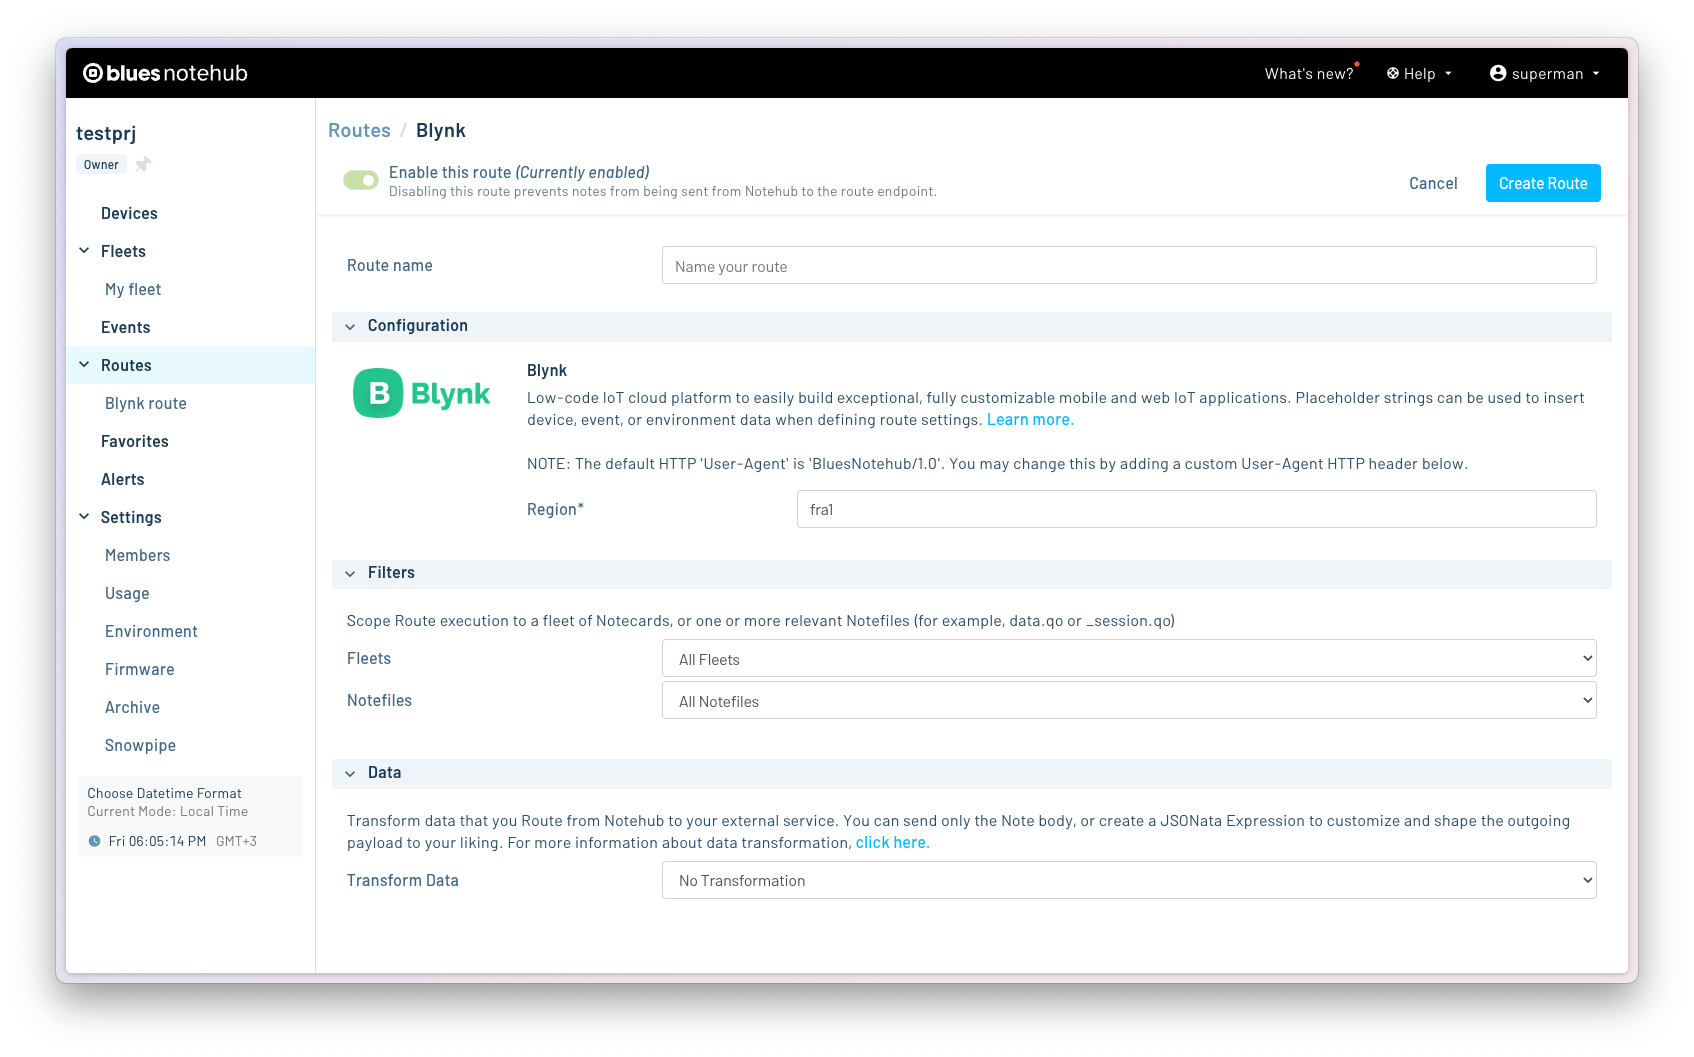 blues notehub
What's new?
Help
superman
testprj
Owner
Devices
Fleets
My fleet
Events
Routes
Blynk route
Favorites
Alerts
Settings
Members
Usage
Environment
Firmware
Archive
Snowpipe
Choose Datetime Format
Current Mode: Local Time
Fri 06:05:14 PM GMT+3
Routes / Blynk
Enable this route (Currently enabled)
Disabling this route prevents notes from being sent from Notehub to the route endpoint.
Cancel
Create Route
Route name
Name your route
Configuration
B Blynk
Blynk
Low-code IoT cloud platform to easily build exceptional, fully customizable mobile and web IoT applications. Placeholder strings can be used to insert
device, event, or environment data when defining route settings. Learn more.
NOTE: The default HTTP 'User-Agent' is 'BluesNotehub/1.0'. You may change this by adding a custom User-Agent HTTP header below.
Region*
fra1
Filters
Scope Route execution to a fleet of Notecards, or one or more relevant Notefiles (for example, data.qo or _session.qo)
Fleets
All Fleets
Notefiles
All Notefiles
Data
Transform data that you Route from Notehub to your external service. You can send only the Note body, or create a JSONata Expression to customize and shape the outgoing
payload to your liking. For more information about data transformation, click here.
Transform Data
No Transformation